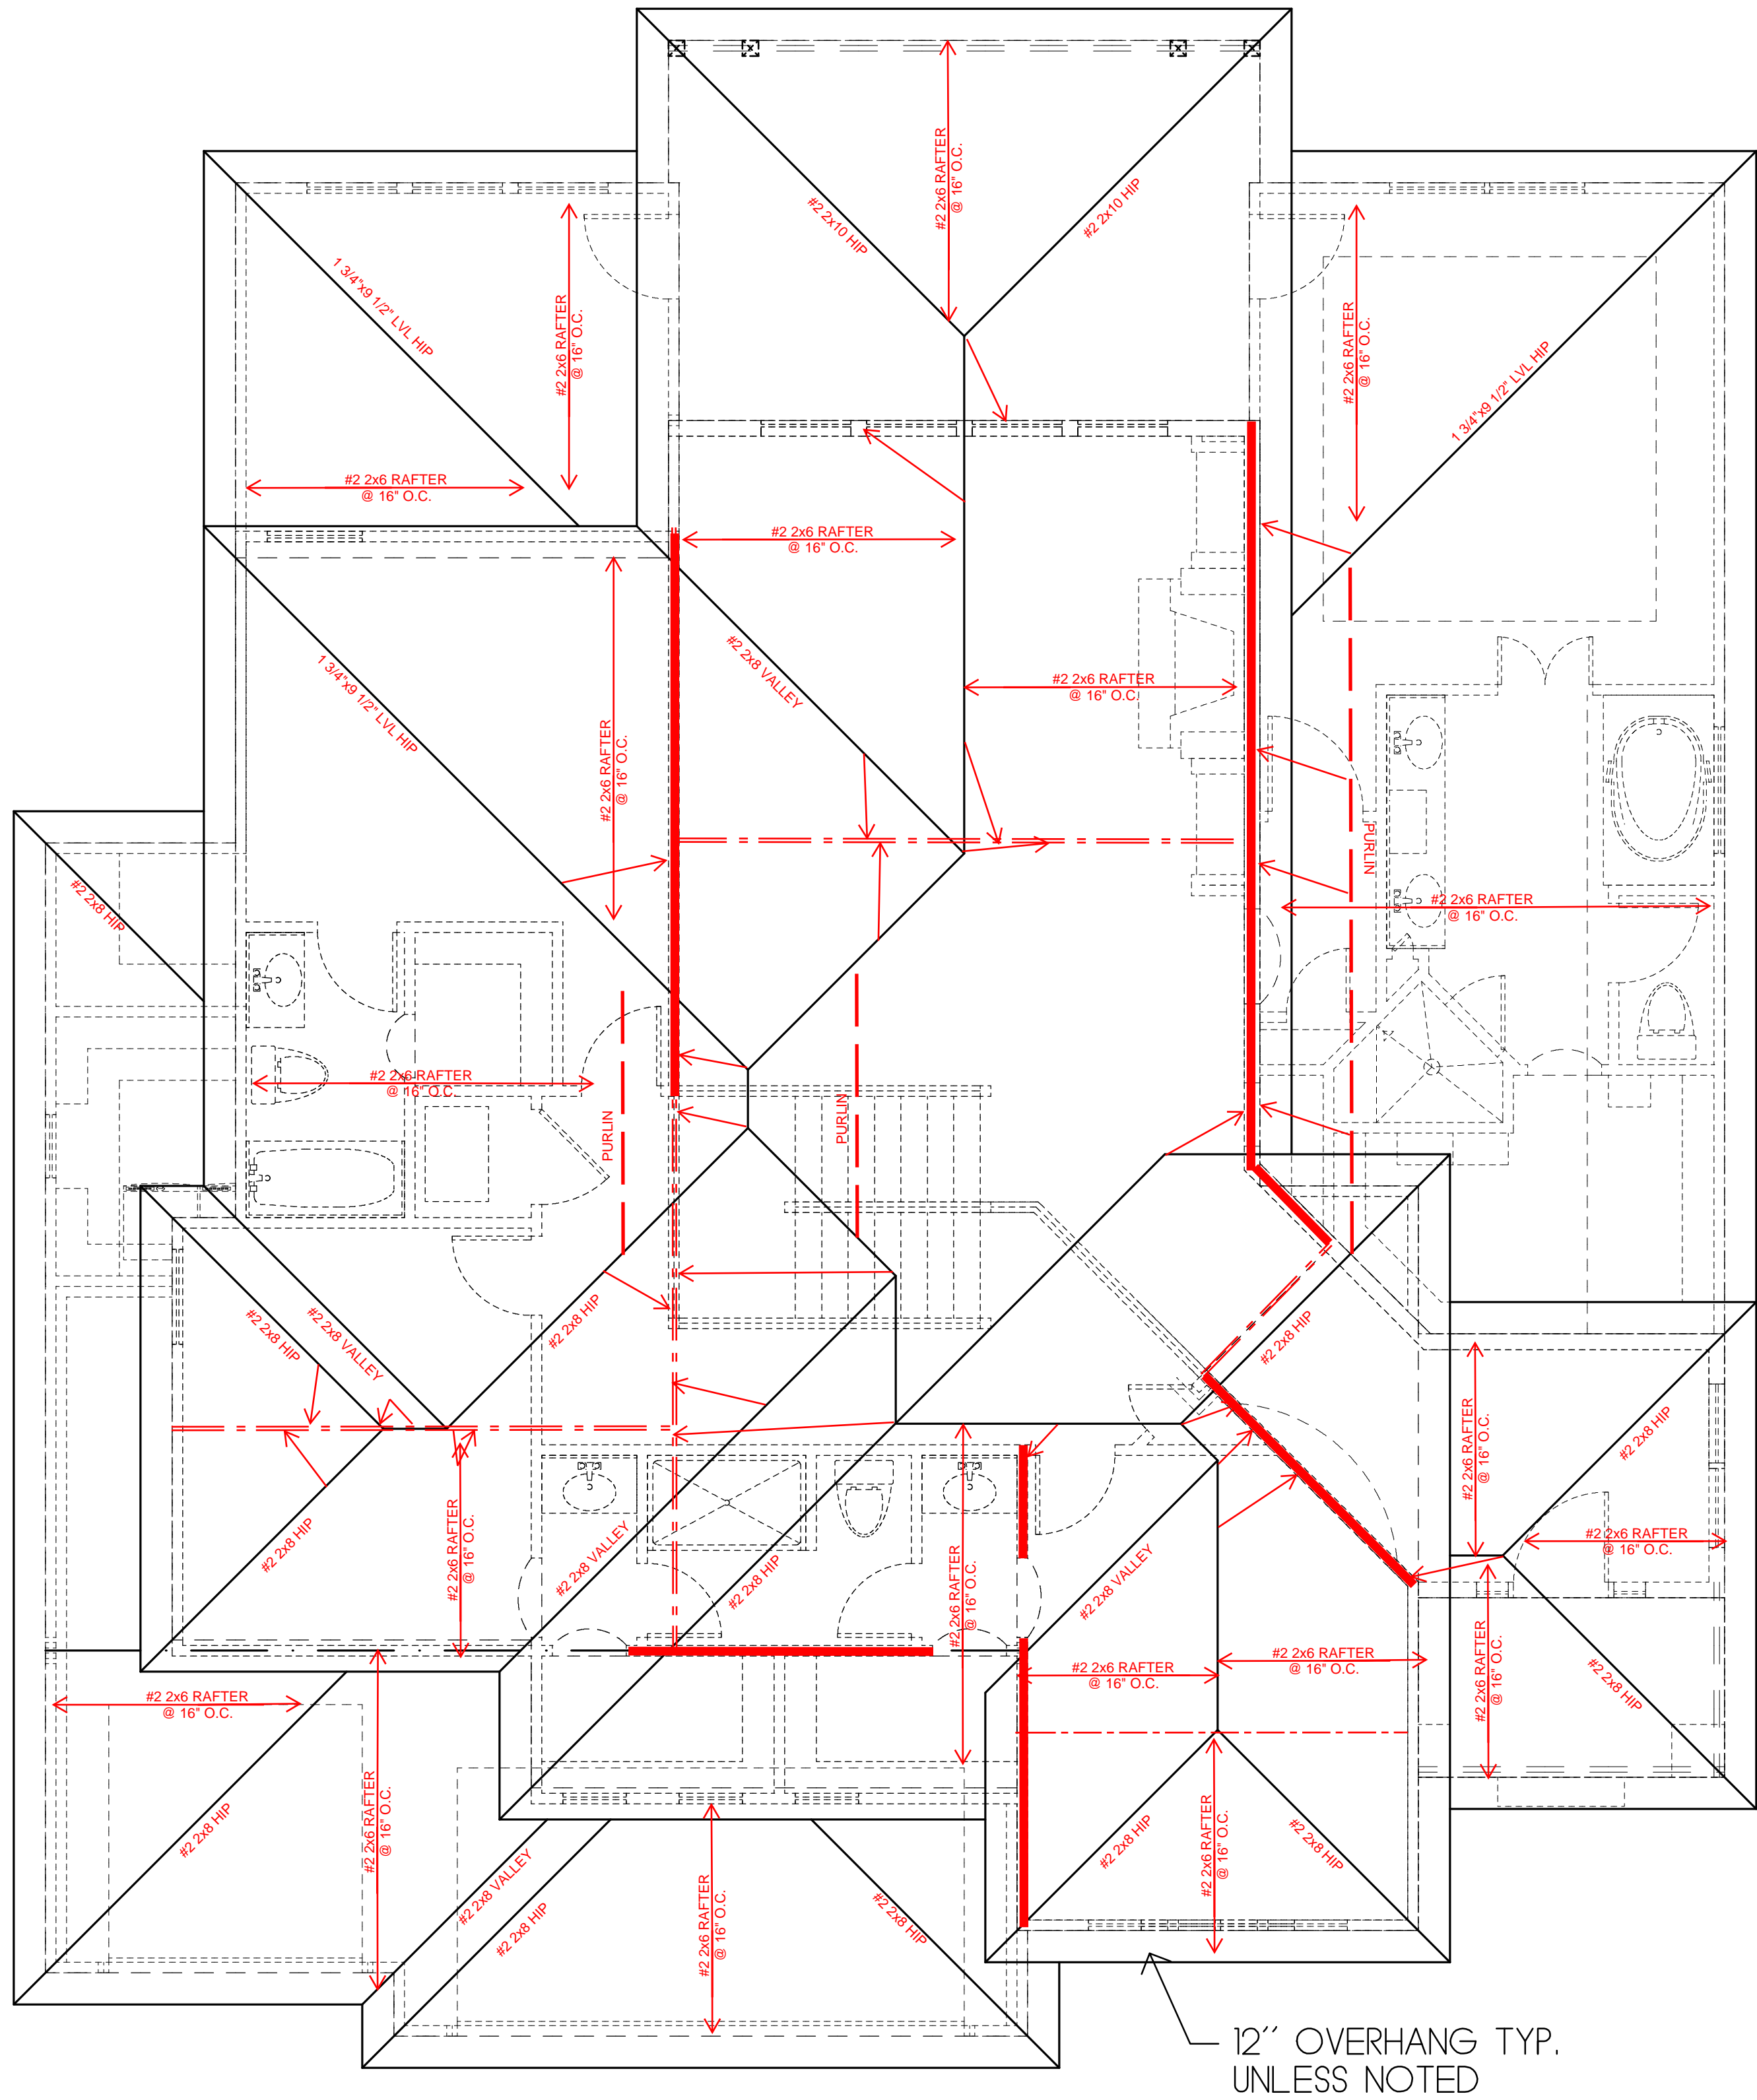 #2 2x10 HIP
#2 2x6 RAFTER
@ 16" O.C.
#2 2x10 HIP
1 3/4"x9 1/2" LVL HIP
#2 2x6 RAFTER
@ 16" O.C.
#2 2x6 RAFTER
@ 16" O.C.
1 3/4"x9 1/2" LVL HIP
#2 2x6 RAFTER
@ 16" O.C.
#2 2x6 RAFTER
@ 16" O.C.
1 3/4"x9 1/2" LVL HIP
#2 2x8 VALLEY
#2 2x6 RAFTER
@ 16" O.C.
#2 2x6 RAFTER
@ 16" O.C.
PURLIN
#2 2x8 HIP
#2 2x6 RAFTER
@ 16" O.C.
#2 2x6 RAFTER
@ 16" O.C.
PURLIN
PURLIN
#2 2x8 HIP
#2 2x8 VALLEY
#2 2x8 HIP
#2 2x8 HIP
#2 2x6 RAFTER
@ 16" O.C.
#2 2x8 HIP
#2 2x8 HIP
#2 2x6 RAFTER
@ 16" O.C.
#2 2x8 VALLEY
#2 2x8 HIP
#2 2x6 RAFTER
@ 16" O.C.
#2 2x8 VALLEY
#2 2x6 RAFTER
@ 16" O.C.
#2 2x6 RAFTER
@ 16" O.C.
#2 2x6 RAFTER
@ 16" O.C.
#2 2x6 RAFTER
@ 16" O.C.
#2 2x8 HIP
#2 2x6 RAFTER
@ 16" O.C.
#2 2x8 HIP
#2 2x6 RAFTER
@ 16" O.C.
#2 2x8 VALLEY
#2 2x8 HIP
#2 2x6 RAFTER
@ 16" O.C.
#2 2x8 HIP
#2 2x8 HIP
#2 2x6 RAFTER
@ 16" O.C.
#2 2x8 HIP
12" OVERHANG TYP.
UNLESS NOTED